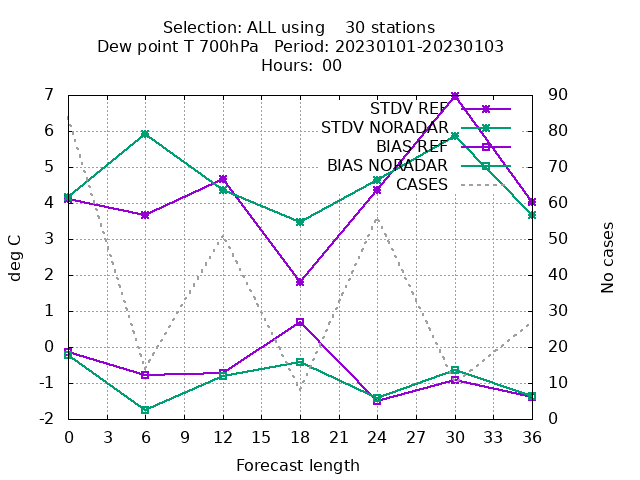 Selection: ALL using    30 stations
Dew point T 700hPa   Period: 20230101-20230103
Hours: 00
7 90
6 80
5 70
4 60
3 50
2 40
1 30
0 20
-1 10
-2 0
STDV REF
STDV NORADAR
BIAS REF
BIAS NORADAR
CASES
deg C
No cases
0 3 6 9 12 15 18 21 24 27 30 33 36
Forecast length